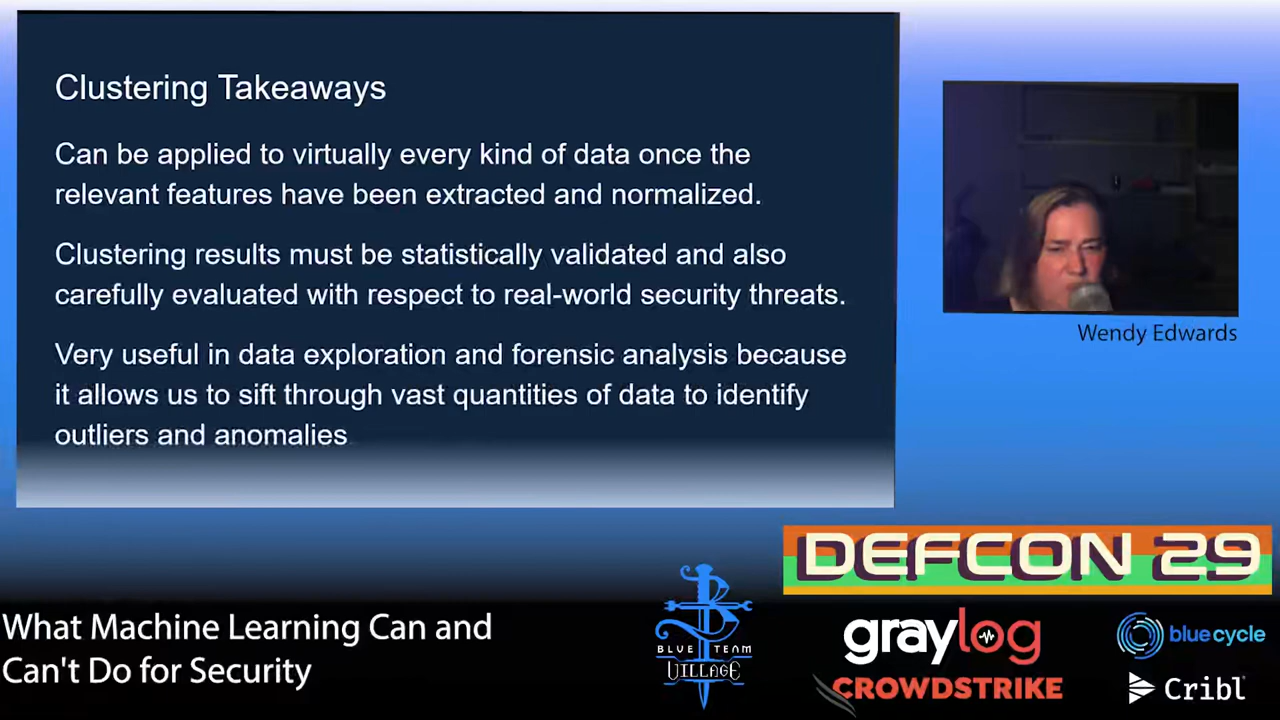 Clustering Takeaways
Can be applied to virtually every kind of data once the
relevant features have been extracted and normalized.
Clustering results must be statistically validated and also
carefully evaluated with respect to real-world security threats.
Very useful in data exploration and forensic analysis because
it allows us to sift through vast quantities of data to identify
outliers and anomalies
Wendy Edwards
DEFCON 29
What Machine Learning Can and
Can't Do for Security
B
BLUE TEAM
VILLAGE
graylog
CROWDSTRIKE
bluecycle
Cribl